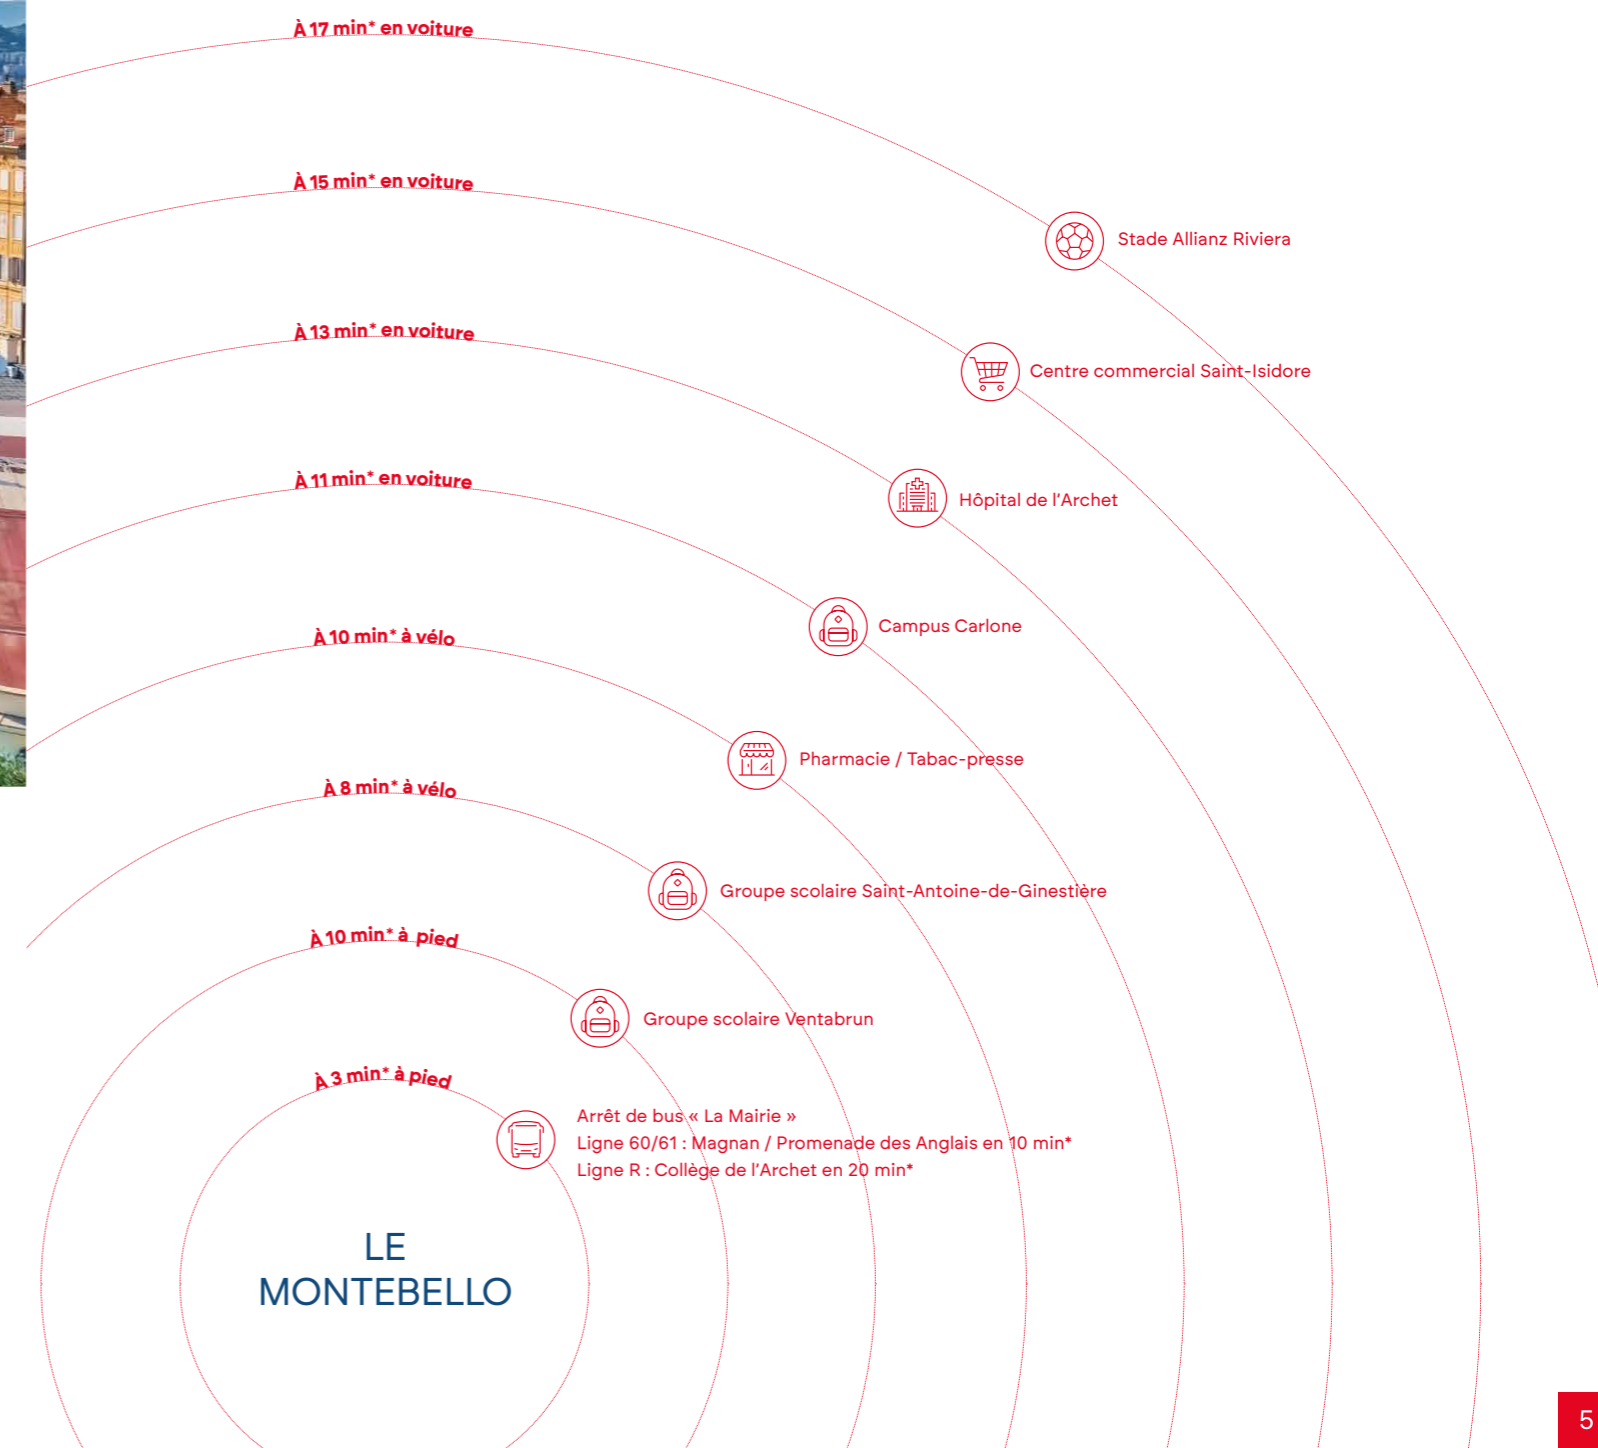 À 17 min* en voiture
Stade Allianz Riviera
À 15 min* en voiture
Centre commercial Saint-Isidore
À 13 min* en voiture
Hôpital de l'Archet
À 11 min* en voiture
Campus Carlone
À 10 min* à vélo
Pharmacie / Tabac-presse
À 8 min* à vélo
Groupe scolaire Saint-Antoine-de-Ginestière
À 10 min* à pied
Groupe scolaire Ventabrun
À 3 min* à pied
Arrêt de bus « La Mairie »
Ligne 60/61 : Magnan / Promenade des Anglais en 10 min*
Ligne R : Collège de l'Archet en 20 min*
LE
MONTEBELLO
5